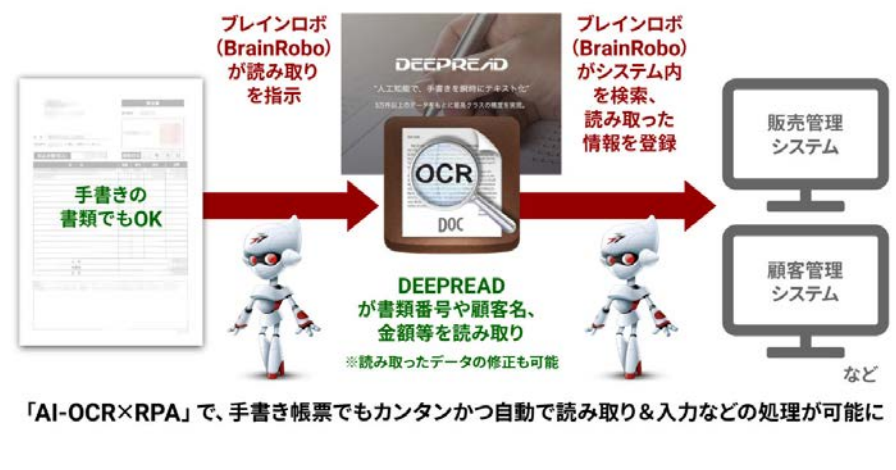 ブレインロボ
（BrainRobo）
が読み取り
を指示
DEEPREAD
"人工知能で、手書きを瞬時にテキスト化"
ブレインロボ
（BrainRobo）
がシステム内
を検索、
読み取った
情報を登録
手書きの
書類でもOK
OCR
DOC
DEEPREAD
が書類番号や顧客名、
金額等を読み取り
※読み取ったデータの修正も可能
販売管理
システム
顧客管理
システム
など
「AI-OCR×RPA」で、手書き帳票でもカンタンかつ自動で読み取り＆入力などの処理が可能に